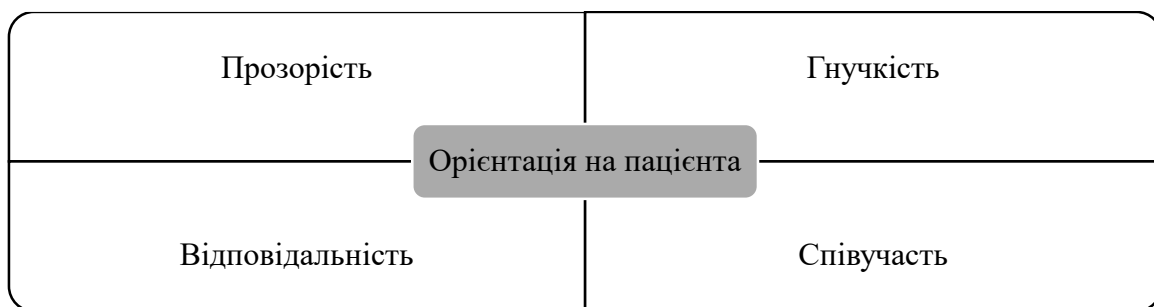 Прозорість
Гнучкість
Орієнтація на пацієнта
Відповідальність
Співучасть